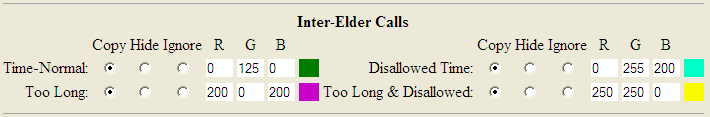 Inter-Elder Calls
Copy Hide Ignore R G B Copy Hide Ignore R G B
Time-Normal: 0 125 0 Disallowed Time: 0 255 200
Too Long: 200 0 200 Too Long & Disallowed: 250 250 0